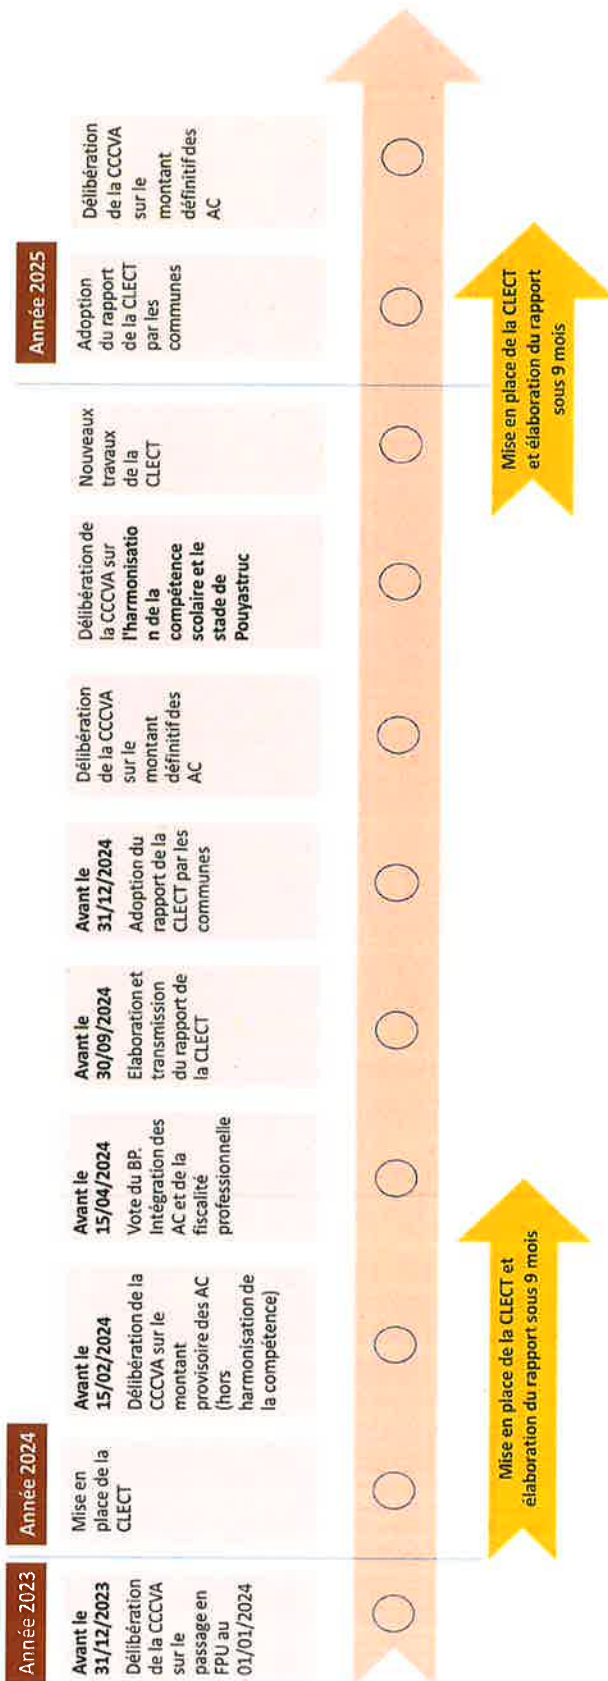 Année 2023
Avant le
31/12/2023
Délibération
de la CCCVA
sur le
passage en
FPU au
01/01/2024
Année 2024
Mise en
place de la
CLECT
Avant le
15/02/2024
Délibération de la
CCCVA sur le
montant
provisoire des AC
(hors
harmonisation de
la compétence)
Avant le
15/04/2024
Vote du BP.
Intégration des
AC et de la
fiscalité
professionnelle
Avant le
30/09/2024
Elaboration et
transmission
du rapport de
la CLECT
Avant le
31/12/2024
Adoption du
rapport de la
CLECT par les
communes
Délibération
de la CCCVA
sur le
montant
définitif des
AC
Délibération de
la CCCVA sur
l'harmonisatio
n de la
compétence
scolaire et le
stade de
Pouyastruc
Nouveaux
travaux
de la
CLECT
Année 2025
Adoption
du rapport
de la CLECT
par les
communes
Délibération
de la CCCVA
sur le
montant
définitif des
AC
Mise en place de la CLECT et
élaboration du rapport sous 9 mois
Mise en place de la CLECT
et élaboration du rapport
sous 9 mois